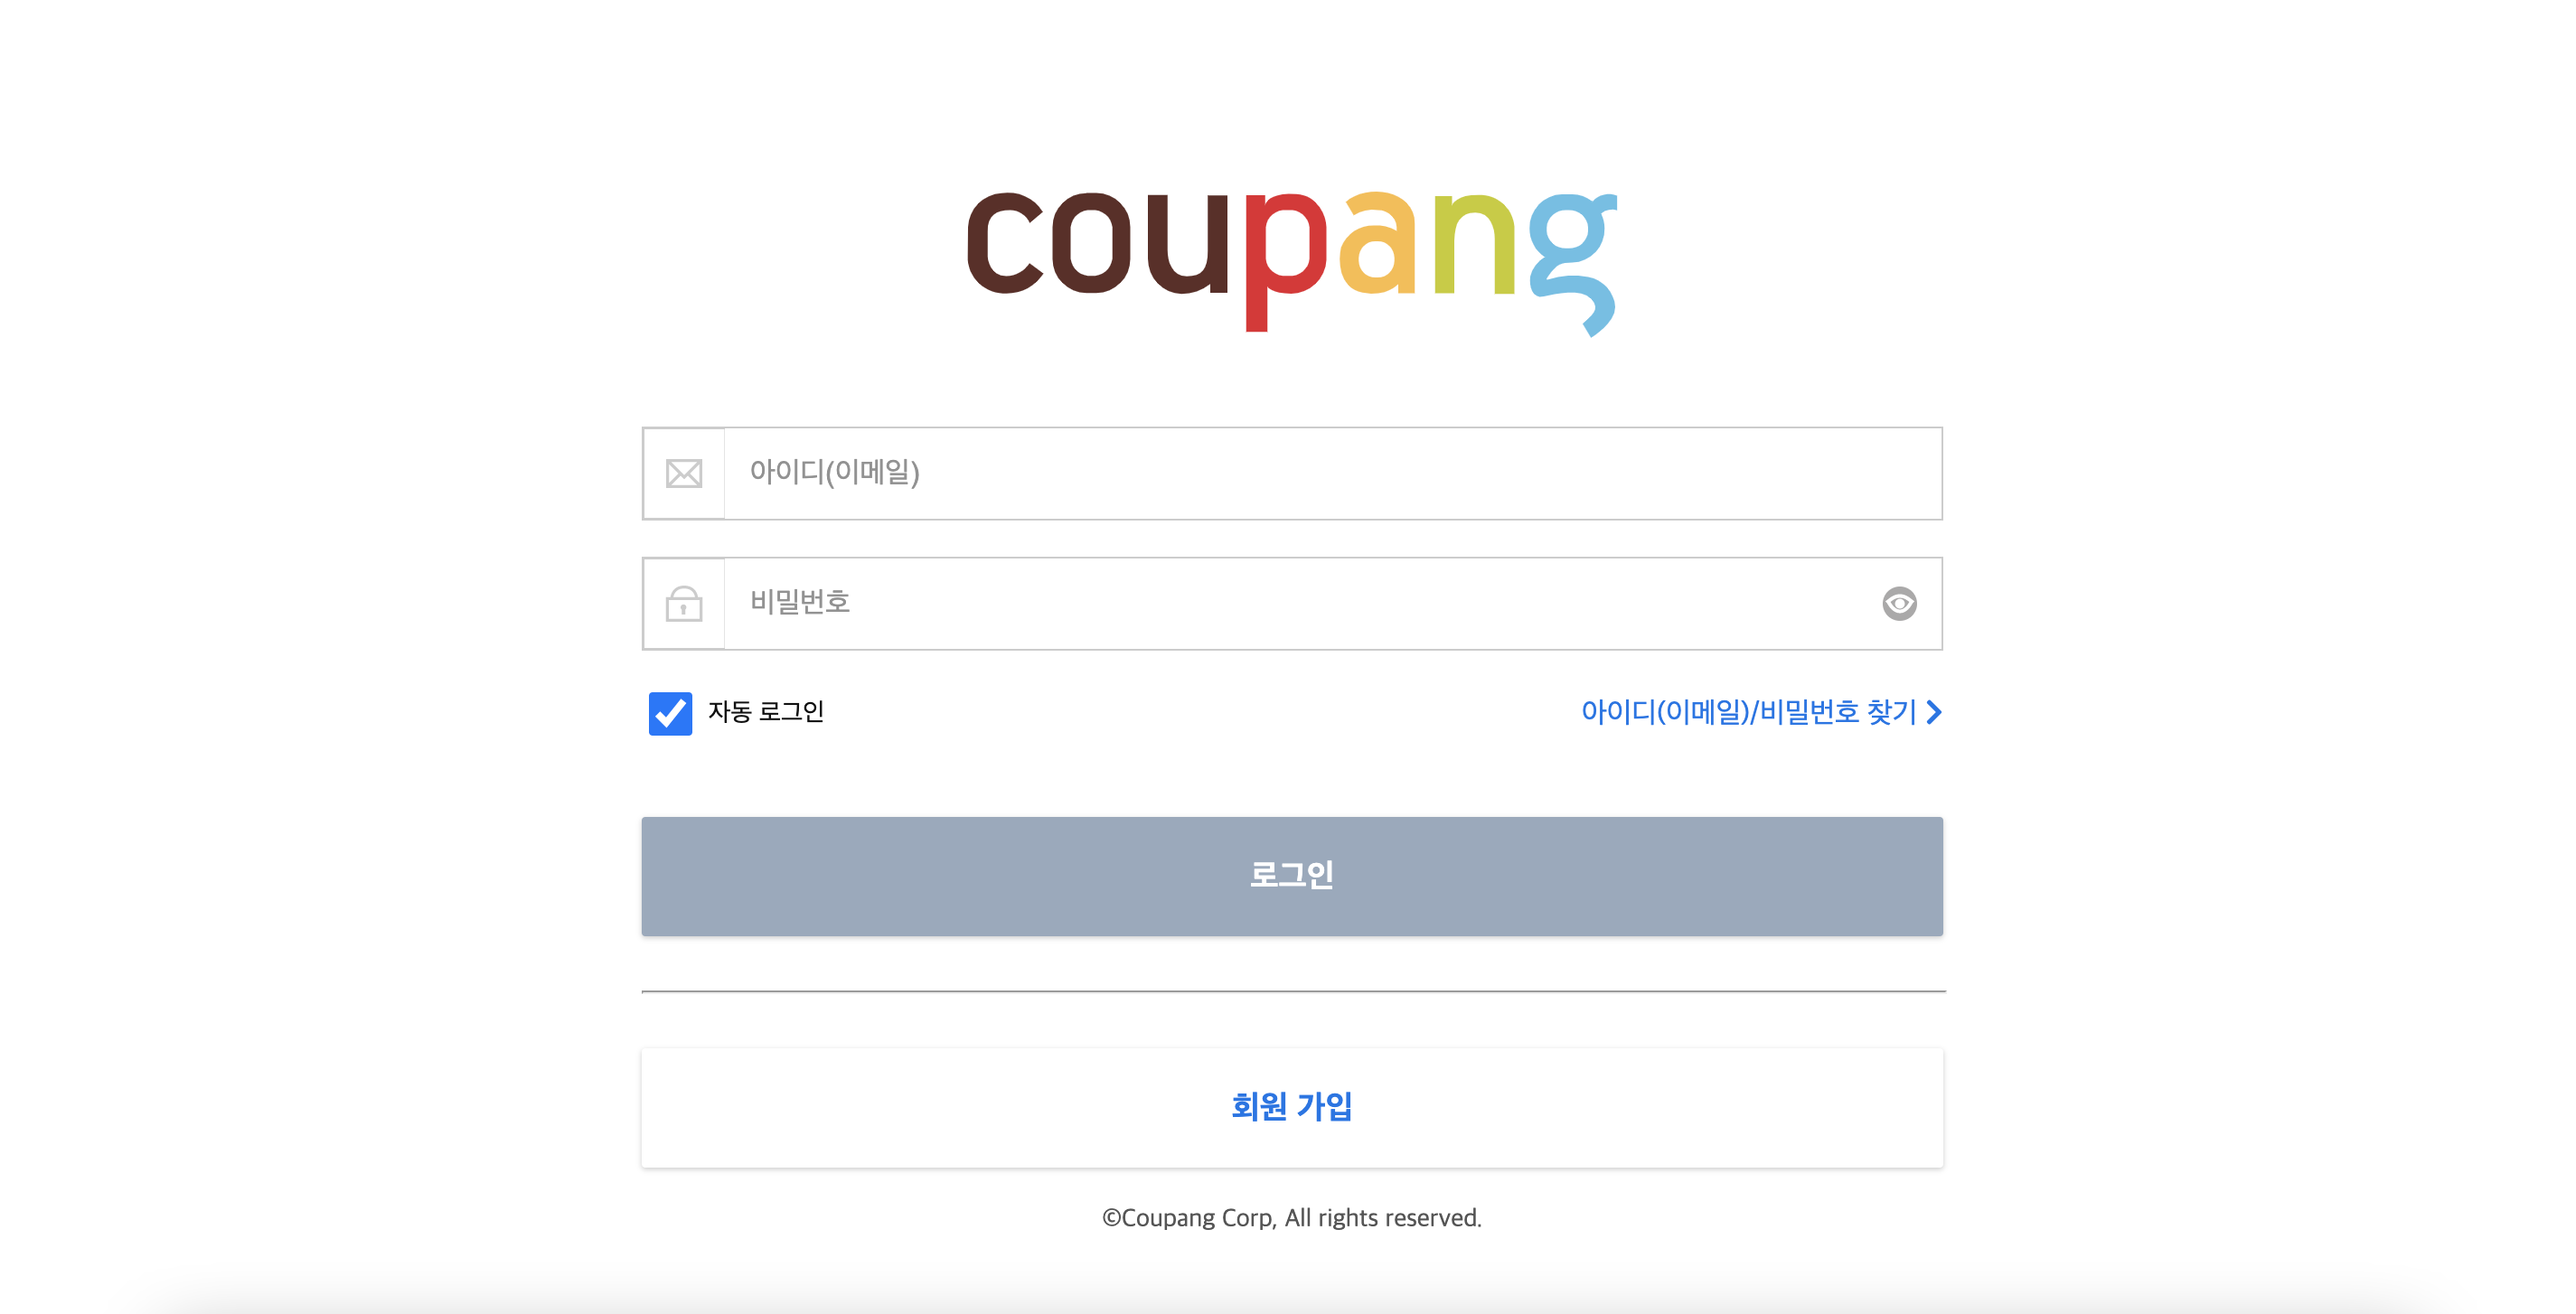 coupang
아이디(이메일)
비밀번호
자동 로그인
아이디(이메일)/비밀번호 찾기
로그인
회원 가입
©Coupang Corp, All rights reserved.